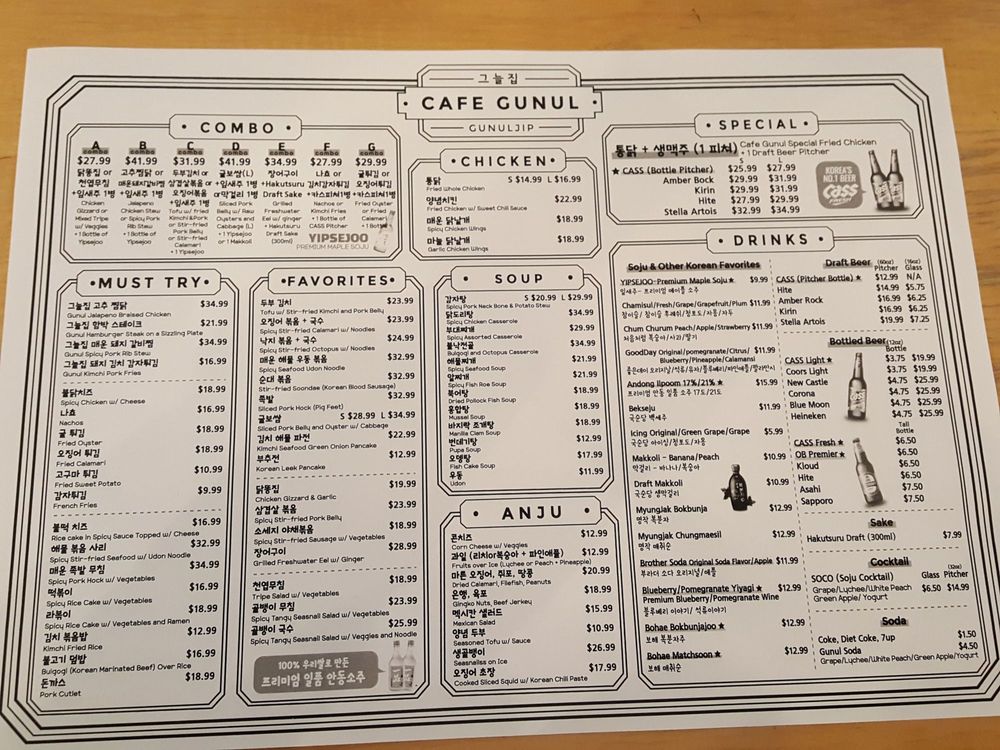 그늘집
CAFE GUNUL
GUNULJIP
COMBO
A
combo
$27.99
닭똥집 or
천엽무침
+잎새주 1병
Chicken
Gizzard or
Mixed Tripe
w/ Veggies
+ 1 Bottle of
Yipsejoo
B
combo
$41.99
고추찜닭 or
매운돼지갈비찜
+잎새주 1병
Jalapeno
Chicken Stew
or Spicy Pork
Rib Stew
+ 1 Bottle of
Yipsejoo
C
combo
$31.99
두부김치 or
삼겹살볶음 or
오징어볶음
+잎새주 1병
Tofu w/ fried
Kimchi&Pork
or Stir-fried
Pork Belly
or Stir-fried
Calamari
+ 1 Yipsejoo
D
combo
$41.99
굴보쌈(L)
+잎새주 1병
or막걸리 1병
Sliced Pork
Belly w/ Raw
Oysters and
Cabbage (L)
+ 1 Yipsejoo
or 1 Makkoli
E
combo
$34.99
장어구이
+Hakutsuru
Draft Sake
Grilled
Freshwater
Eel w/ ginger
+ Hakutsuru
Draft Sake
(300ml)
F
combo
$27.99
나쵸 or
김치감자튀김
+카스피쳐1병
Nachos or
Kimchi Fries
+ 1 Bottle of
CASS Pitcher
G
combo
$29.99
굴튀김 or
오징어튀김
+카스피쳐1병
Fried Oyster
or Fried
Calamari
+ 1 Bottle
YIPSEJOO
PREMIUM MAPLE SOJU
CHICKEN
통닭 S $14.99 L $16.99
Fried Whole Chicken
양념치킨 $22.99
Fried Chicken w/ Sweet Chili Sauce
매운 닭날개 $18.99
Spicy Chicken Wings
마늘 닭날개 $18.99
Garlic Chicken Wings
SPECIAL
통닭 + 생맥주 (1 피쳐) Cafe Gunul Special Fried Chicken
+ 1 Draft Beer Pitcher
S L
★ CASS (Bottle Pitcher) $25.99 $27.99
Amber Bock $29.99 $31.99
Kirin $29.99 $31.99
Hite $27.99 $29.99
Stella Artois $32.99 $34.99
KOREA'S
NO.1 BEER
Cass
FRESH
MUST TRY
그늘집 고추 찜닭 $34.99
Gunul Jalapeno Braised Chicken
그늘집 함박 스테이크 $21.99
Gunul Hamburger Steak on a Sizzling Plate
그늘집 매운 돼지 갈비찜 $34.99
Gunul Spicy Pork Rib Stew
그늘집 돼지 김치 감자튀김 $16.99
Gunul Kimchi Pork Fries
불닭치즈 $18.99
Spicy Chicken w/ Cheese
나쵸 $16.99
Nachos
굴 튀김 $18.99
Fried Oyster
오징어 튀김 $18.99
Fried Calamari
고구마 튀김 $10.99
Fried Sweet Potato
감자튀김 $9.99
French Fries
불떡 치즈 $16.99
Rice cake in Spicy Sauce Topped w/ Cheese
해물 볶음 사리 $32.99
Spicy Stir-fried Seafood w/ Udon Noodle
매운 족발 무침 $34.99
Spicy Pork Hock w/ Vegetables
떡볶이 $16.99
Spicy Rice Cake w/ Vegetables
라볶이 $18.99
Spicy Rice Cake w/ Vegetables and Ramen
김치 볶음밥 $12.99
Kimchi Fried Rice
불고기 덮밥 $16.99
Bulgogi (Korean Marinated Beef) Over Rice
돈까스 $18.99
Pork Cutlet
FAVORITES
두부 김치 $23.99
Tofu w/ Stir-fried Kimchi and Pork Belly
오징어 볶음 + 국수 $23.99
Spicy Stir-fried Calamari w/ Noodles
낙지 볶음 + 국수 $24.99
Spicy Stir-fried Octopus w/ Noodles
매운 해물 우동 볶음 $32.99
Spicy Seafood Udon Noodle
순대 볶음 $32.99
Stir-fried Soondae (Korean Blood Sausage)
족발 $32.99
Sliced Pork Hock (Pig Feet)
굴보쌈 S $28.99 L $34.99
Sliced Pork Belly and Oyster w/ Cabbage
김치 해물 파전 $22.99
Kimchi Seafood Green Onion Pancake
부추전 $12.99
Korean Leek Pancake
닭똥집 $19.99
Chicken Gizzard & Garlic
삼겹살 볶음 $23.99
Spicy Stir-fried Pork Belly
소세지 야채볶음 $18.99
Spicy Stir-fried Sausage w/ Vegetables
장어구이 $28.99
Grilled Freshwater Eel w/ Ginger
천엽무침 $18.99
Tripe Salad w/ Vegetables
골뱅이 무침 $23.99
Spicy Tangy Seasnail Salad w/ Vegetables
골뱅이 국수 $25.99
Spicy Tangy Seasnail Salad w/ Veggies and Noodle
100% 우리쌀로 만든
프리미엄 일품 안동소주
SOUP
감자탕 S $20.99 L $29.99
Spicy Pork Neck Bone & Potato Stew
닭도리탕 $34.99
Spicy Chicken Casserole
부대찌개 $29.99
Spicy Assorted Casserole
불낙전골 $34.99
Bulgogi and Octopus Casserole
해물찌개 $21.99
Spicy Seafood Soup
알찌개 $21.99
Spicy Fish Roe Soup
북어탕 $18.99
Dried Pollock Fish Soup
홍합탕 $18.99
Mussel Soup
바지락 조개탕 $18.99
Manilla Clam Soup
번데기탕 $12.99
Pupa Soup
오뎅탕 $17.99
Fish Cake Soup
우동 $11.99
Udon
ANJU
콘치즈 $12.99
Corn Cheese w/ Veggies
과일 (리치or복숭아 + 파인애플) $12.99
Fruits over Ice (Lychee or Peach + Pineapple)
마른 오징어, 쥐포, 땅콩 $20.99
Dried Calamari, Filefish, Peanuts
은행, 육포 $18.99
Gingko Nuts, Beef Jerkey
멕시칸 샐러드 $15.99
Mexican Salad
양념 두부 $10.99
Seasoned Tofu w/ Sauce
생골뱅이 $26.99
Seasnailss on Ice
오징어 초장 $17.99
Cooked Sliced Squid w/ Korean Chili Paste
DRINKS
Soju & Other Korean Favorites
YIPSEJOO-Premium Maple Soju★ $9.99
잎새주- 프리미엄 메이플 소주
Chamisul/Fresh/Grape/Grapefruit/Plum $11.99
참이슬/참이슬 후레쉬/청포도/자몽/자두
Chum Churum Peach/Apple/Strawberry $11.99
처음처럼 복숭아/사과/딸기
GoodDay Original/pomegranate/Citrus/ $11.99
Blueberry/Pineapple/Calamansi)
좋은데이 오리지날/석류/유자/블루베리/파인애플/깔라만시
Andong Ilpoom 17%/21% ★ $15.99
프리미엄 안동 일품 소주 17도/21도
Bekseju $11.99
국순당 백세주
Icing Original/Green Grape/Grape $5.99
국순당 아이싱/청포도/자몽
Makkoli - Banana/Peach $10.99
막걸리 - 바나나/복숭아
Draft Makkoli $10.99
국순당 생막걸리
Myungjak Bokbunja $12.99
명작 복분자
Myungjak Chungmaesil $12.99
명작 매취순
Brother Soda Original Soda Flavor/Apple $11.99
부라더 소다 오리지날/애플
Blueberry/Pomegranate Yiyagi ★ $12.99
Premium Blueberry/Pomegranate Wine
블루베리 이야기/ 석류이야기
Bohae Bokbunjajoo ★ $12.99
보해 복분자주
Bohae Matchsoon ★ $12.99
보해 매취순
Draft Beer (60oz) (16oz)
Pitcher Glass
CASS (Pitcher Bottle) ★ $12.99 N/A
Hite $14.99 $5.75
Amber Bock $16.99 $6.25
Kirin $16.99 $6.25
Stella Artois $19.99 $7.25
Bottled Beer (12oz)
Bottle
CASS Light ★ $3.75 $19.99
Coors Light $3.75 $19.99
New Castle $4.75 $25.99
Corona $4.75 $25.99
Blue Moon $4.75 $25.99
Heineken $4.75 $25.99
Tall
Bottle
CASS Fresh ★ $6.50
OB Premier ★ $6.50
Kloud $6.50
Hite $6.50
Asahi $7.50
Sapporo $7.50
Sake
Hakutsuru Draft (300ml) $7.99
Cocktail
SOCO (Soju Cocktail) Glass Pitcher
Grape/Lychee/White Peach $6.50 $14.99
Green Apple/Yogurt
Soda
Coke, Diet Coke, 7up $1.50
Gunul Soda $4.50
Grape/Lychee/White Peach/Green Apple/Yogurt